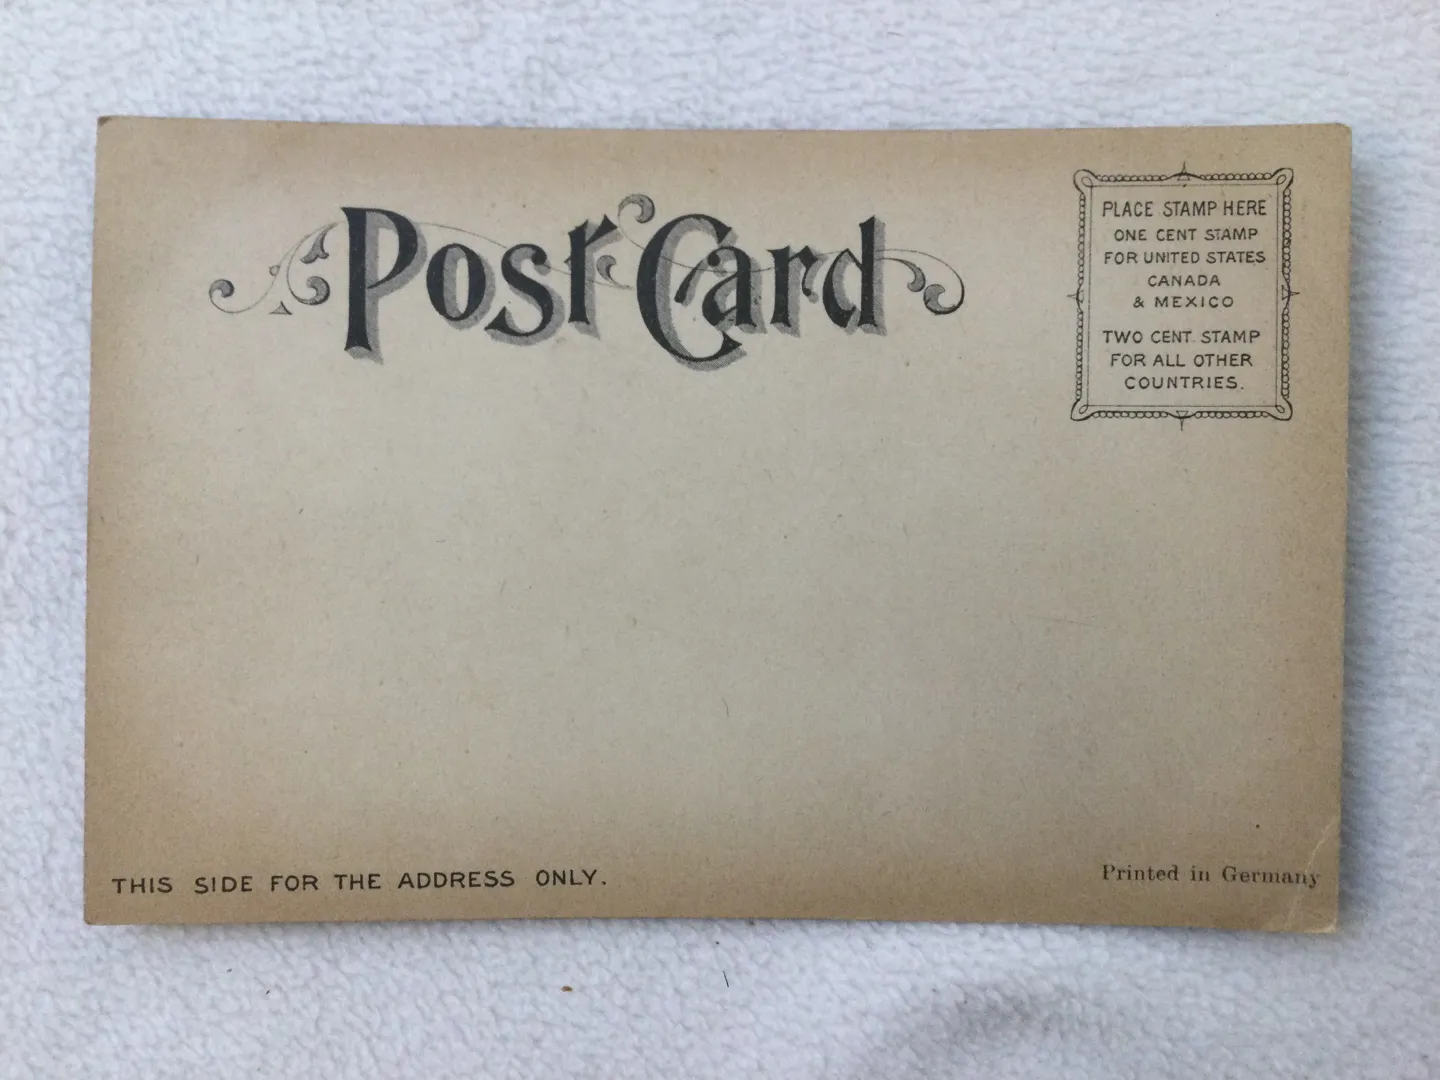 Post Card
PLACE STAMP HERE
ONE CENT STAMP
FOR UNITED STATES
CANADA
& MEXICO
TWO CENT STAMP
FOR ALL OTHER
COUNTRIES.
THIS SIDE FOR THE ADDRESS ONLY.
Printed in Germany